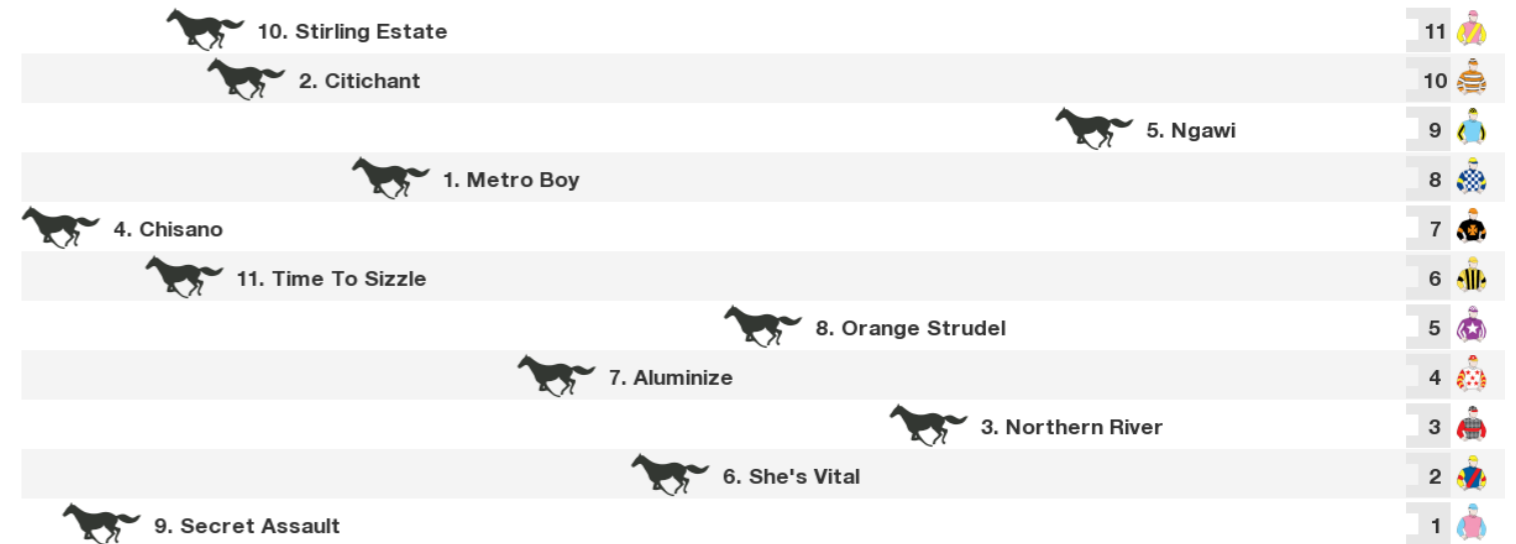 10. Stirling Estate 11
2. Citichant 10
5. Ngawi 9
1. Metro Boy 8
4. Chisano 7
11. Time To Sizzle 6
8. Orange Strudel 5
7. Aluminize 4
3. Northern River 3
6. She's Vital 2
9. Secret Assault 1